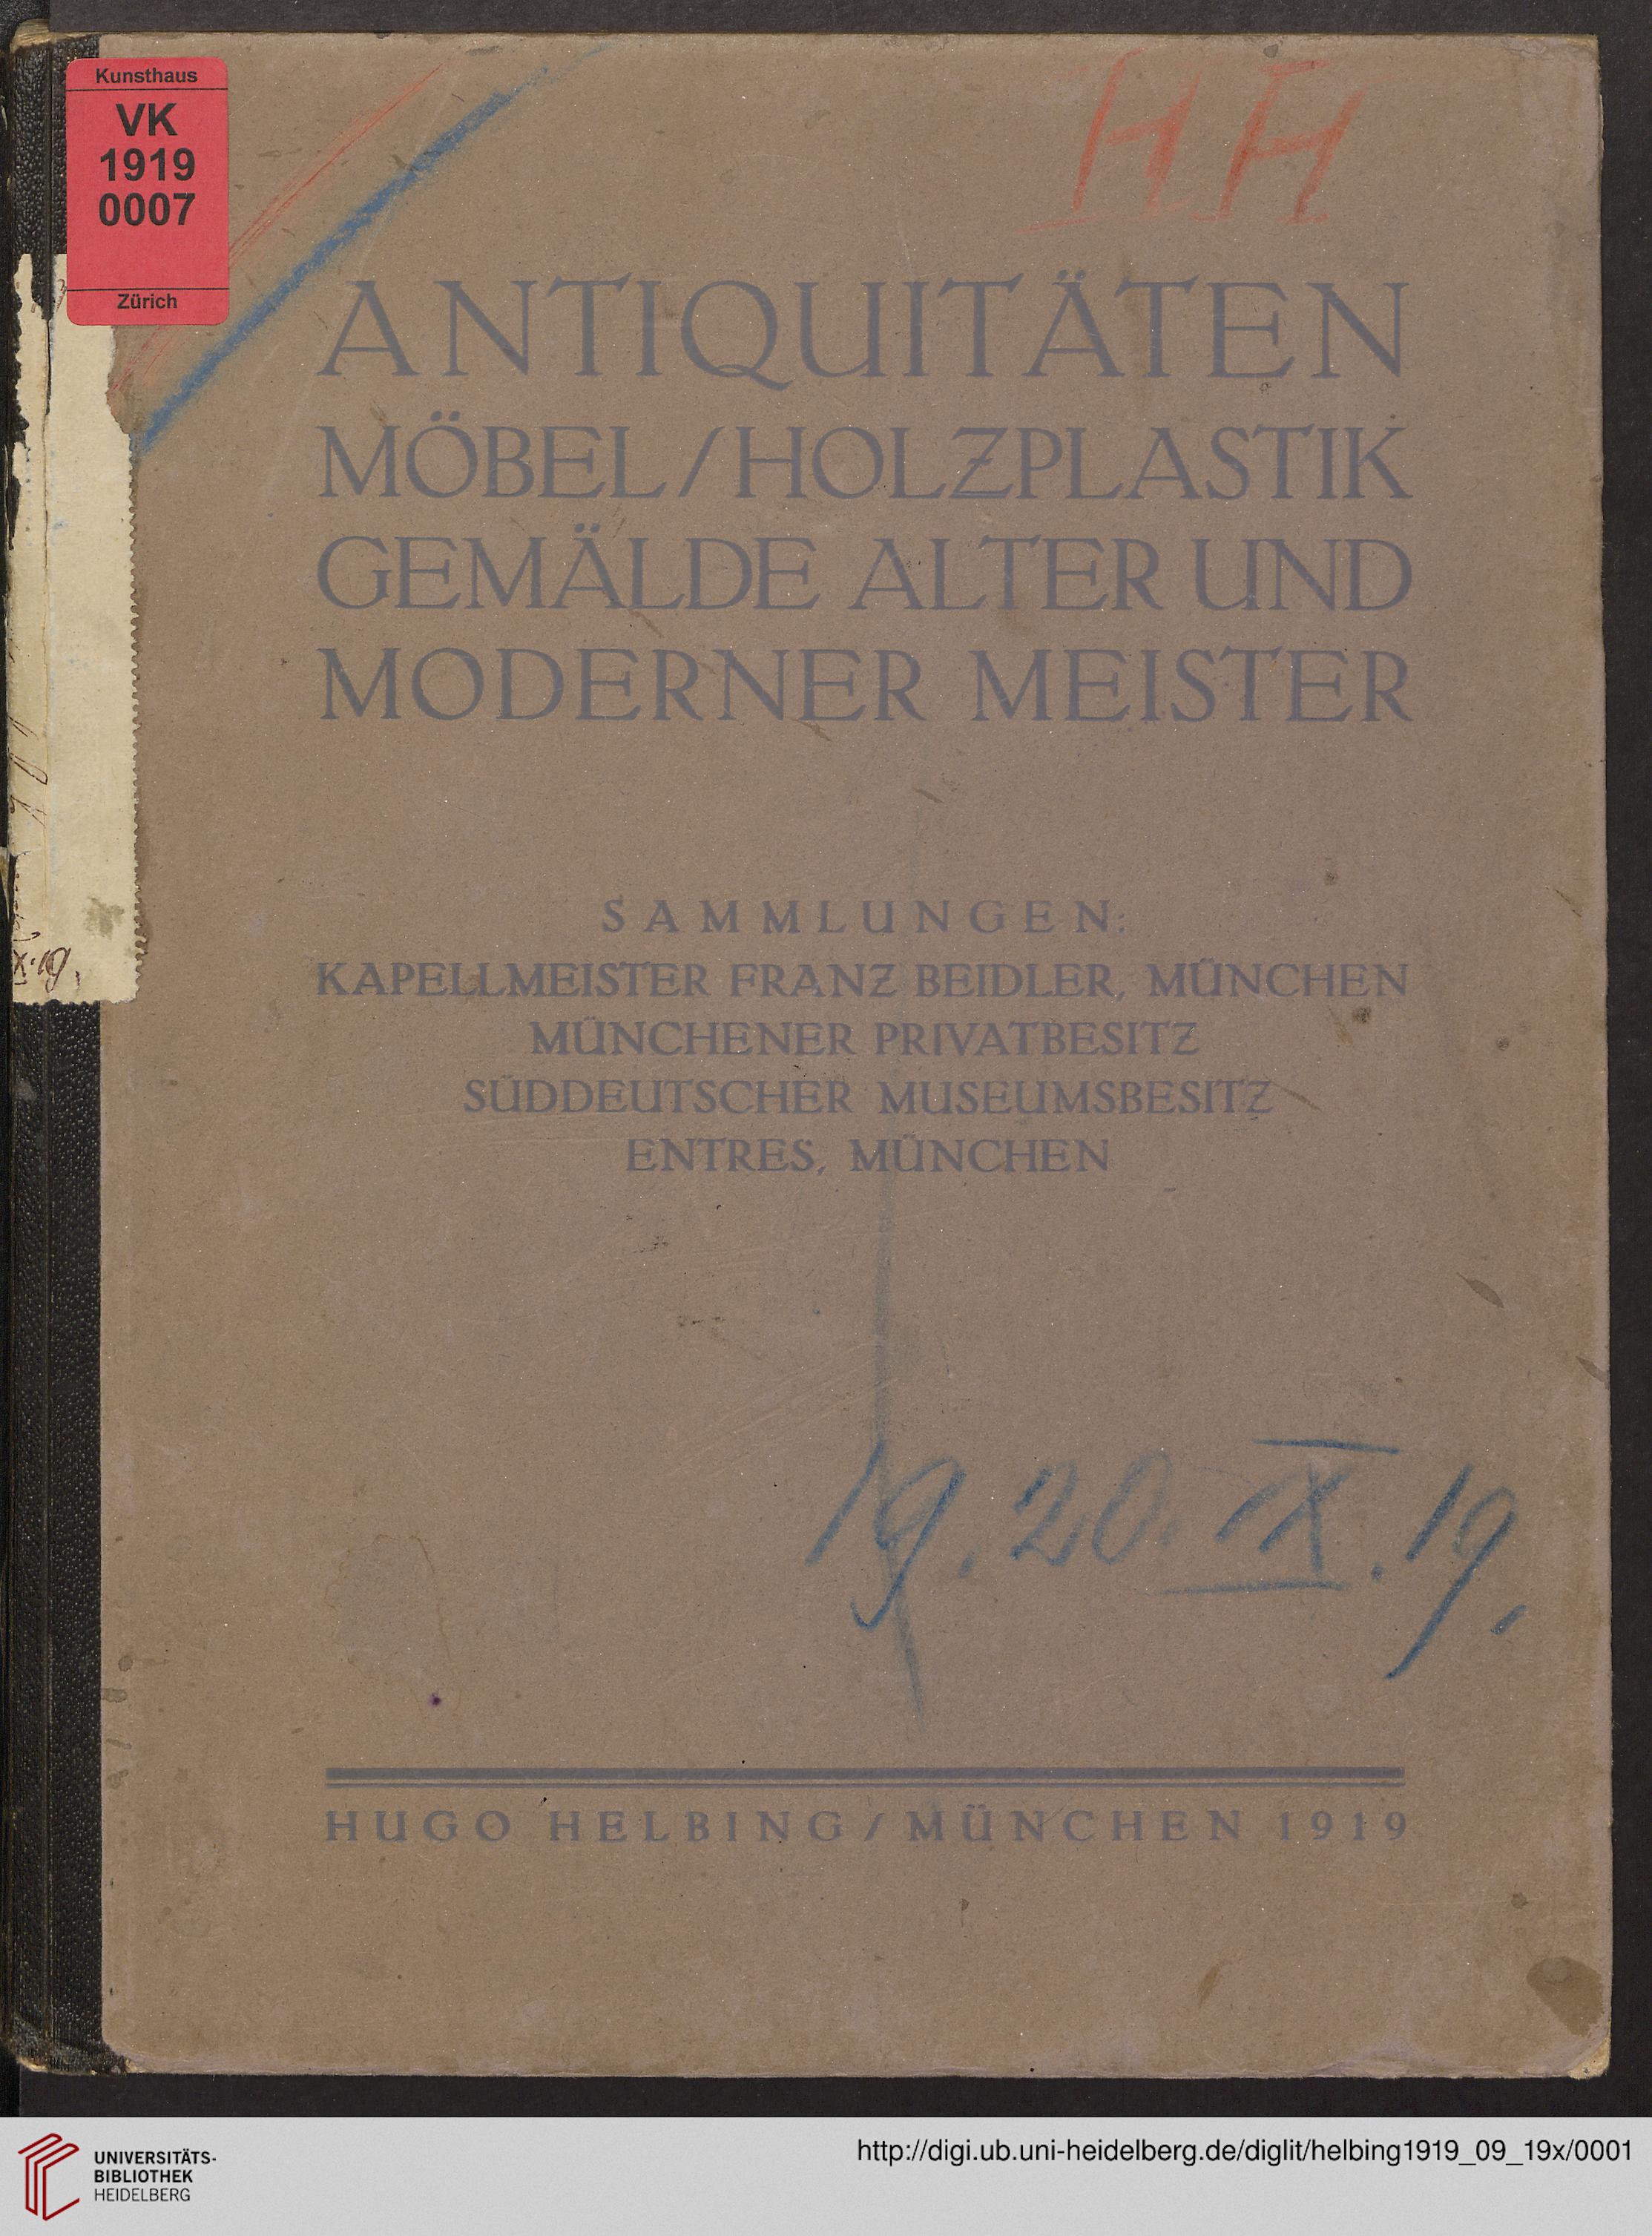 Kunsthaus
VK
1919
0007
Zürich
HH
ANTIQUITÄTEN
MÖBEL/HOLZPLASTIK
GEMÄLDE ALTER UND
MODERNER MEISTER
SAMMLUNGEN:
KAPELLMEISTER FRANZ BEIDLER, MÜNCHEN
MÜNCHENER PRIVATBESITZ
SÜDDEUTSCHER MUSEUMSBESITZ
ENTRES, MÜNCHEN
19.20. IX. 19.
HUGO HELBING/MÜNCHEN 1919
UNIVERSITÄTS-
BIBLIOTHEK
HEIDELBERG
http://digi.ub.uni-heidelberg.de/diglit/helbing1919_09_19x/0001